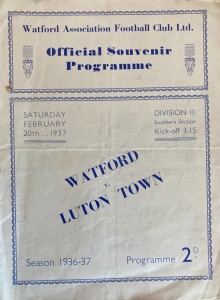 Watford Association Football Club Ltd.
Official Souvenir
Programme
SATURDAY
FEBRUARY
20th . . 1937
DIVISION III
Southern Section
Kick-off 3.15
WATFORD
v.
LUTON TOWN
Season 1936-37
Programme 2D.